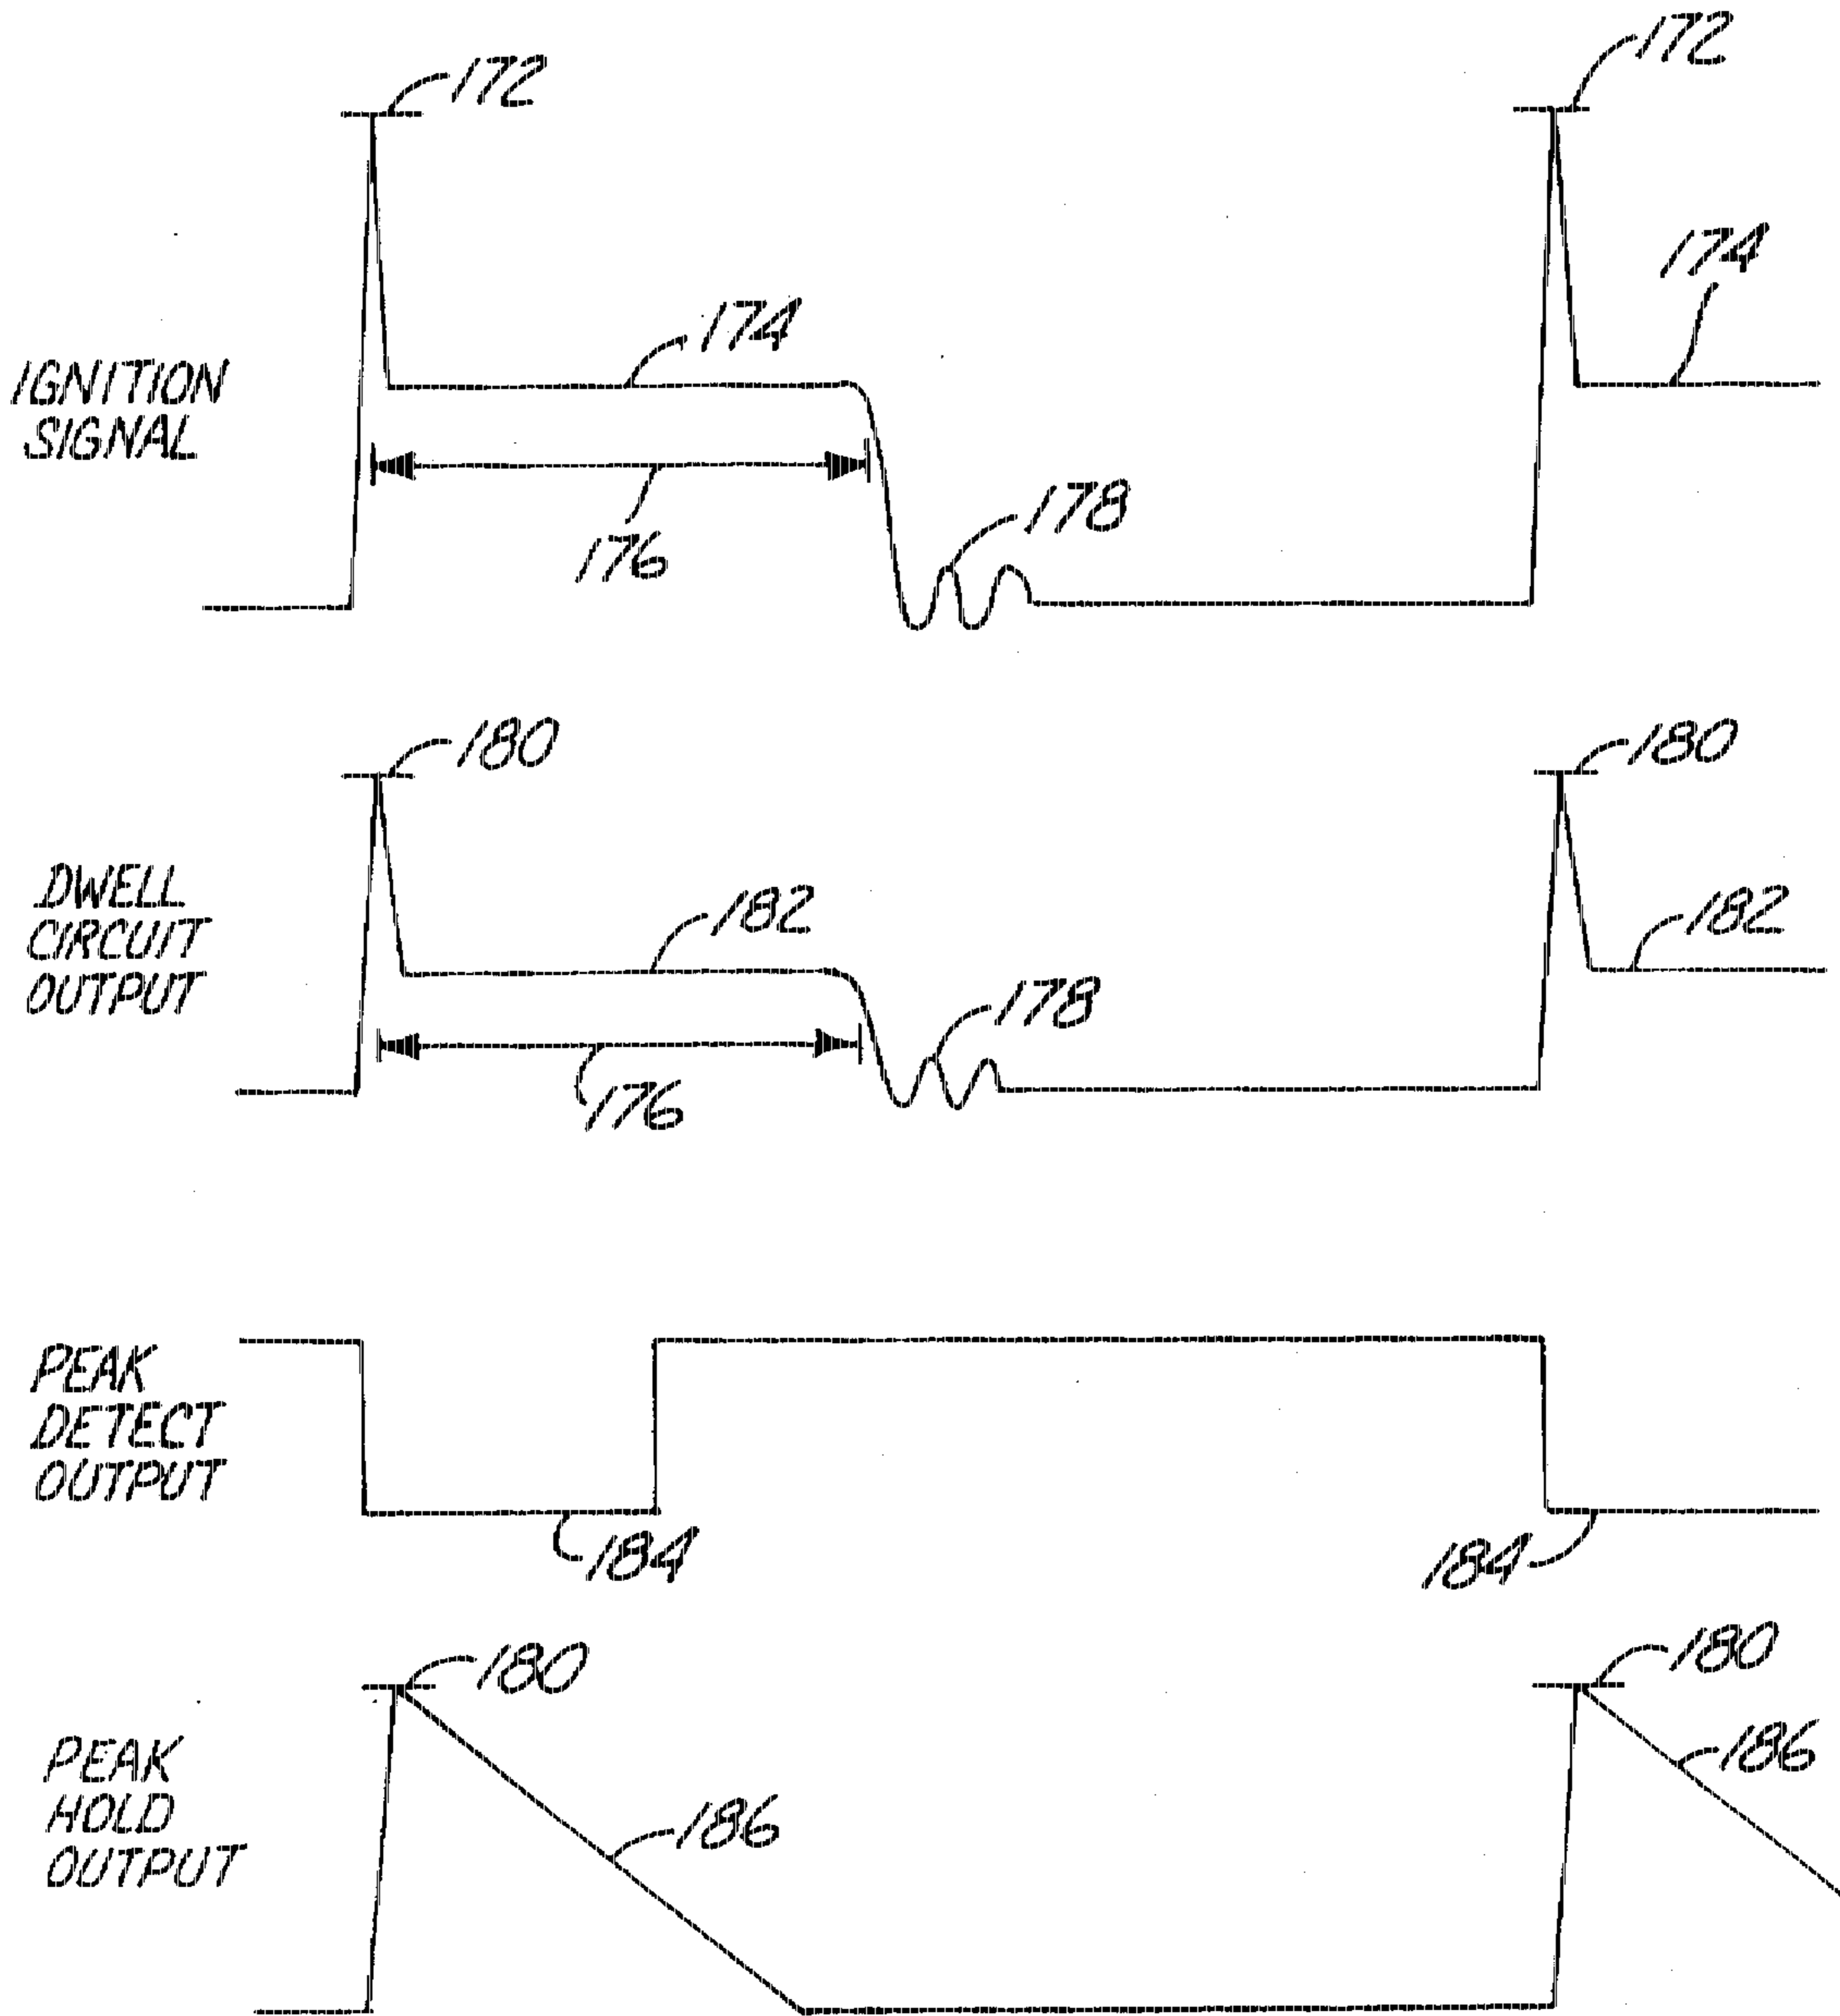 172
172
174
174
IGNITION
SIGNAL
178
176
180
180
DWELL
CIRCUIT
OUTPUT
182
182
178
176
PEAK
DETECT
OUTPUT
184
184
180
180
PEAK
HOLD
OUTPUT
186
186